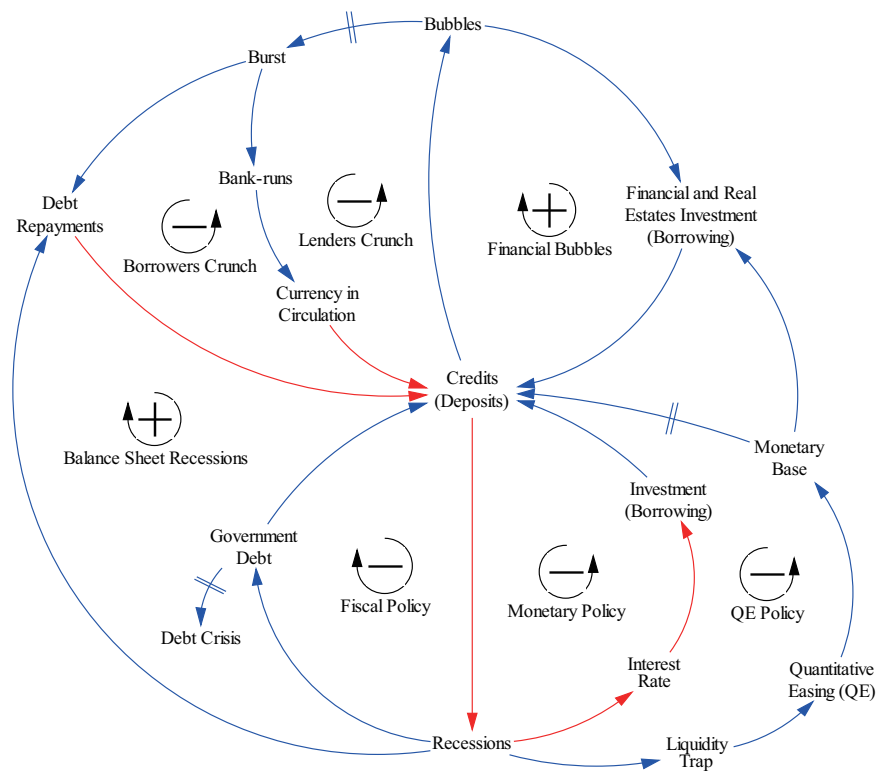 Bubbles
Burst
Bank-runs
Debt
Repayments
Financial and Real
Estates Investment
(Borrowing)
Lenders Crunch
Financial Bubbles
Borrowers Crunch
Currency in
Circulation
Credits
(Deposits)
Balance Sheet Recessions
Monetary
Base
Investment
(Borrowing)
Government
Debt
Fiscal Policy
Monetary Policy
QE Policy
Debt Crisis
Interest
Rate
Quantitative
Easing (QE)
Recessions
Liquidity
Trap